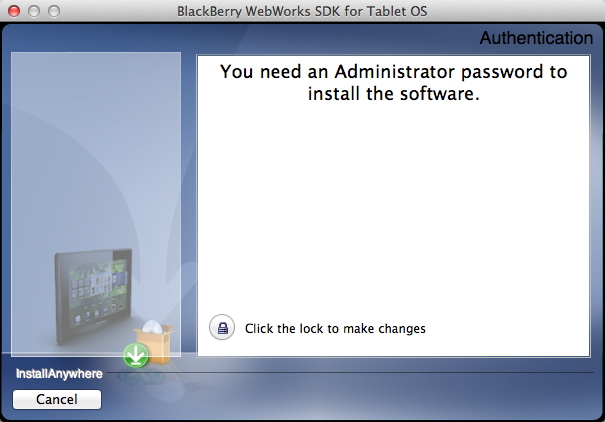 BlackBerry WebWorks SDK for Tablet OS
Authentication
You need an Administrator password to
install the software.
Click the lock to make changes
InstallAnywhere
Cancel